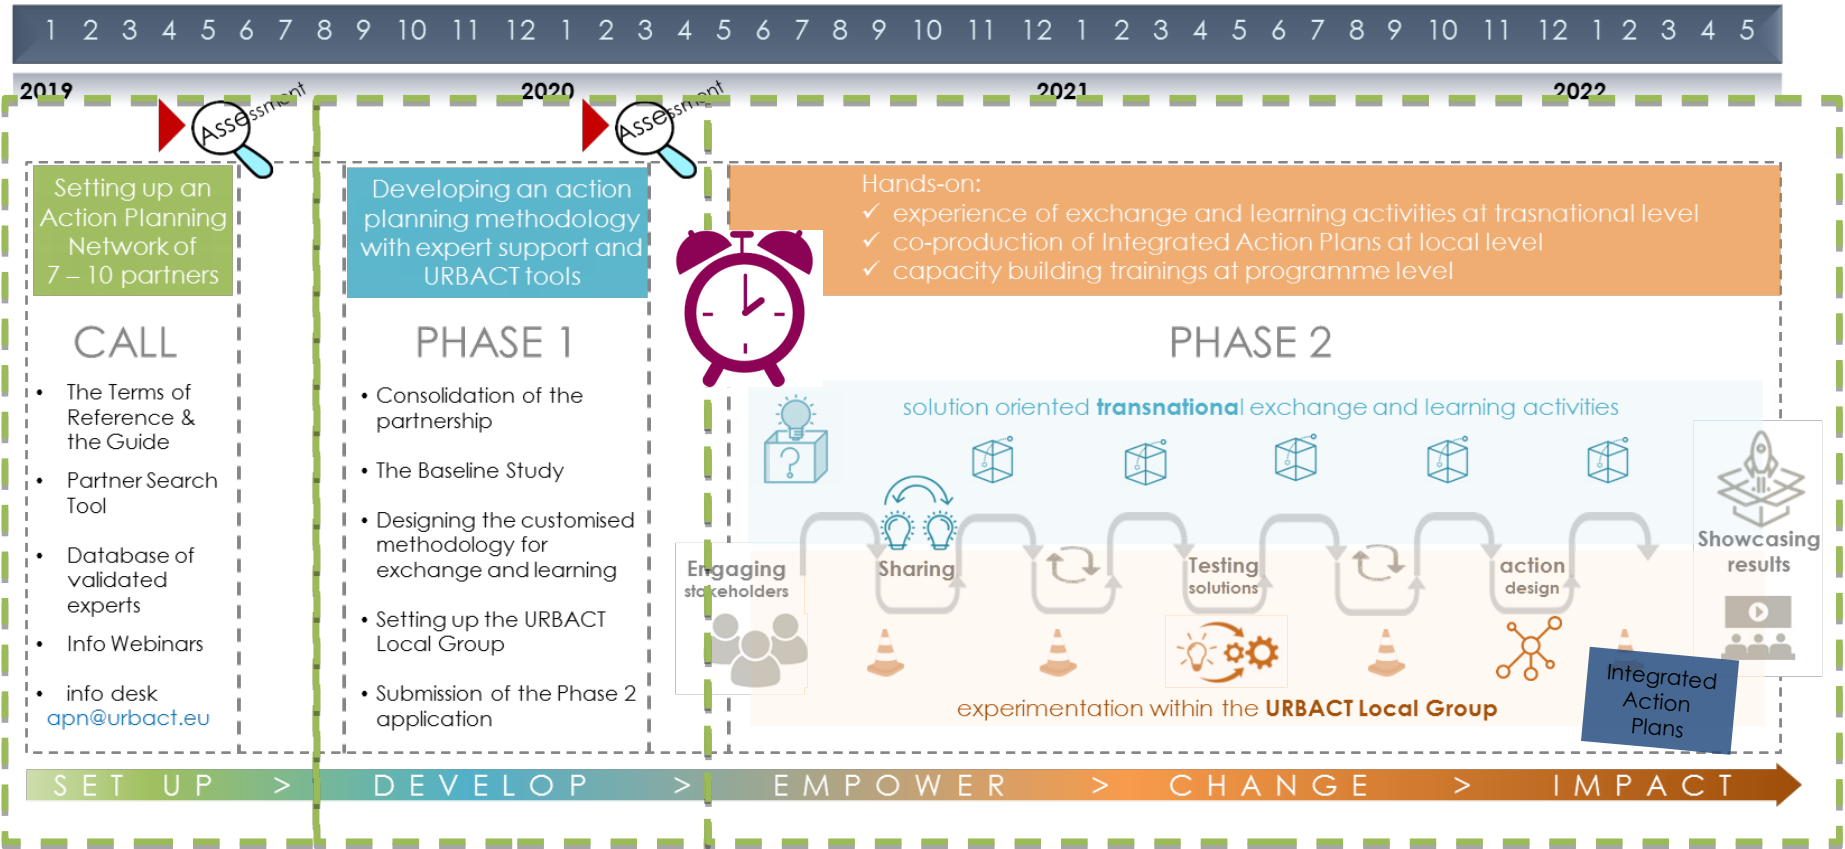 1 2 3 4 5 6 7 8 9 10 11 12 1 2 3 4 5 6 7 8 9 10 11 12 1 2 3 4 5 6 7 8 9 10 11 12 1 2 3 4 5
2019 2020 2021 2022
Assessment
Assessment
Setting up an
Action Planning
Network of
7 – 10 partners
CALL
• The Terms of
Reference &
the Guide
• Partner Search
Tool
• Database of
validated
experts
• Info Webinars
• info desk
apn@urbact.eu
Developing an action
planning methodology
with expert support and
URBACT tools
PHASE 1
• Consolidation of the
partnership
• The Baseline Study
• Designing the customised
methodology for
exchange and learning
• Setting up the URBACT
Local Group
• Submission of the Phase 2
application
Hands-on:
✓ experience of exchange and learning activities at trasnational level
✓ co-production of Integrated Action Plans at local level
✓ capacity building trainings at programme level
PHASE 2
solution oriented transnational exchange and learning activities
?
Engaging
stakeholders
Sharing
Testing
solutions
action
design
Showcasing
results
experimentation within the URBACT Local Group
Integrated
Action
Plans
SET UP > DEVELOP > EMPOWER > CHANGE > IMPACT